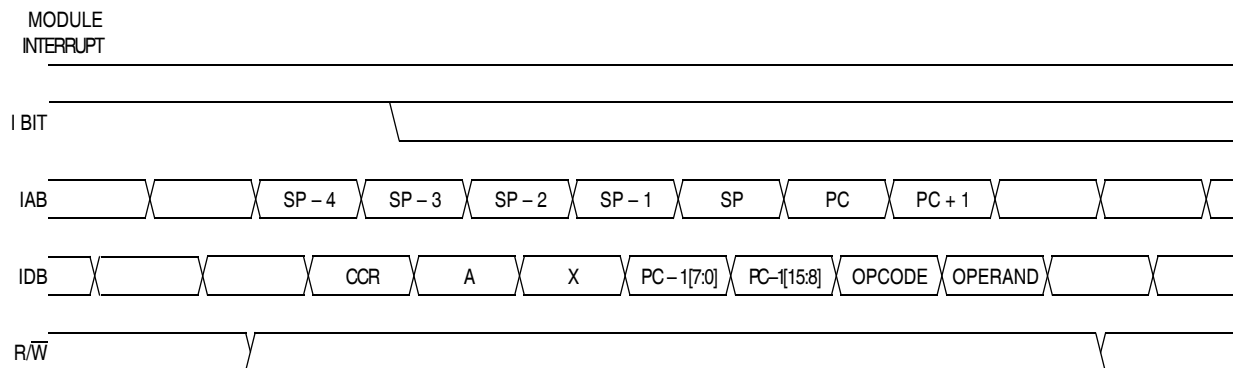 MODULE
INTERRUPT
I BIT
IAB SP – 4 SP – 3 SP – 2 SP – 1 SP PC PC + 1
IDB CCR A X PC – 1[7:0] PC–1[15:8] OPCODE OPERAND
R/W̅